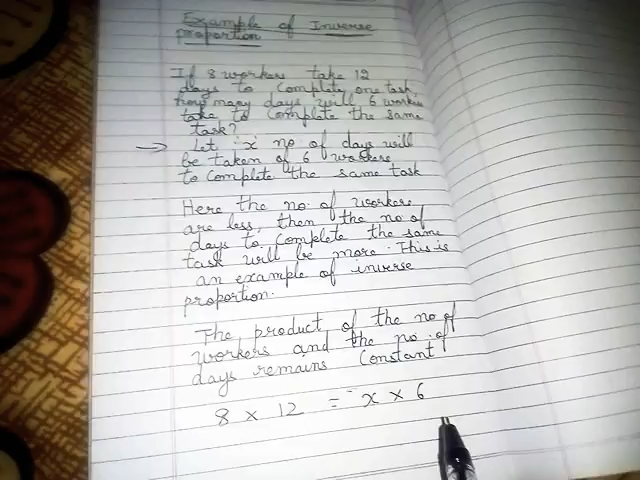 Example of Inverse
proportion
If 8 workers take 12
days to complete one task,
how many days will 6 workers
take to complete the same
task?
→ Let 'x' no of days will
be taken of 6 workers
to complete the same task
Here the no. of workers
are less, then the no of
days to complete the same
task will be more. This is
an example of inverse
proportion.
The product of the no of
workers and the no. of
days remains Constant
8 × 12 = x × 6